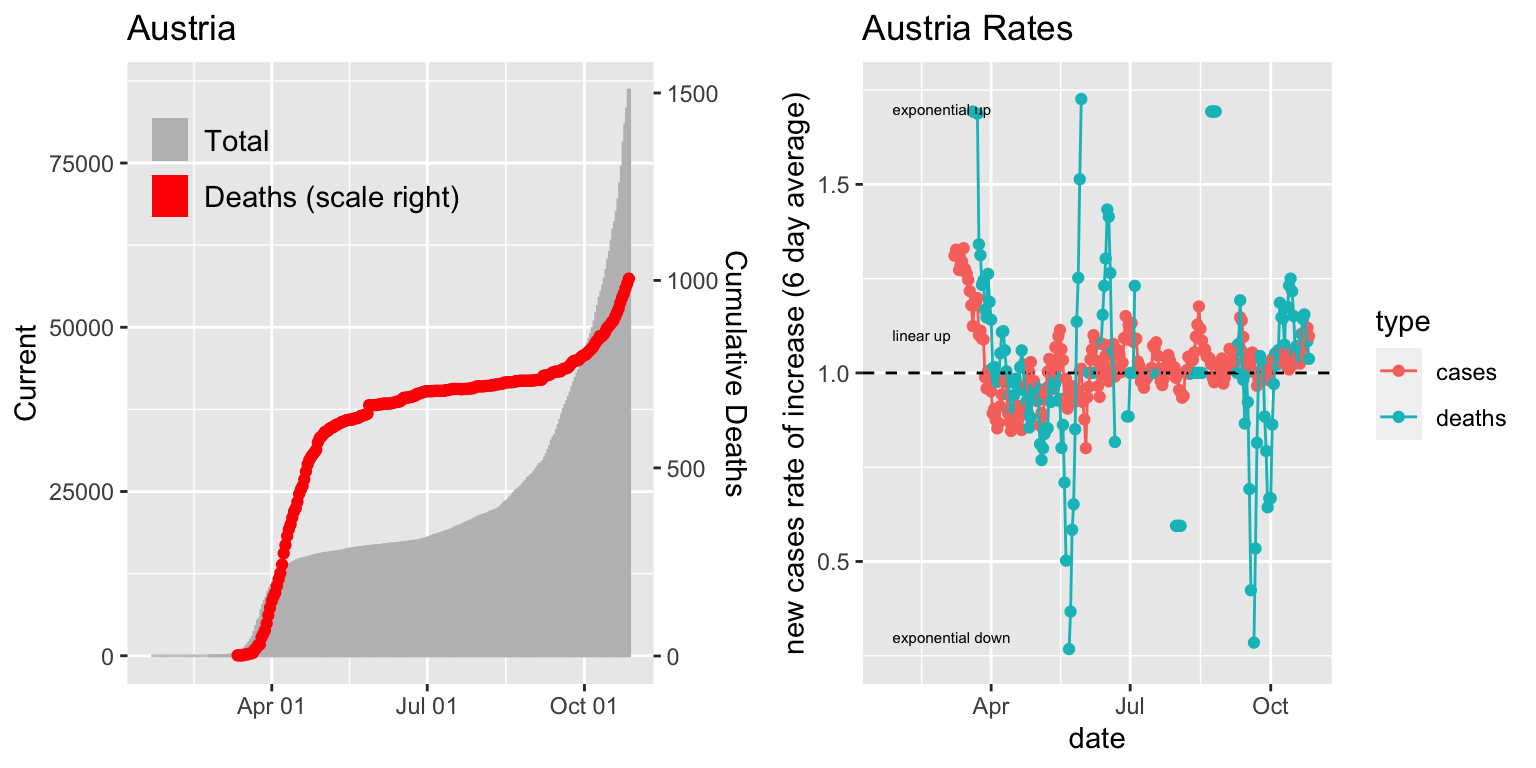 Austria
Total
Deaths (scale right)
Current
0
25000
50000
75000
0
500
1000
1500
Cumulative Deaths
Apr 01
Jul 01
Oct 01
Austria Rates
new cases rate of increase (6 day average)
0.5
1.0
1.5
exponential up
linear up
exponential down
Apr
Jul
Oct
date
type
cases
deaths